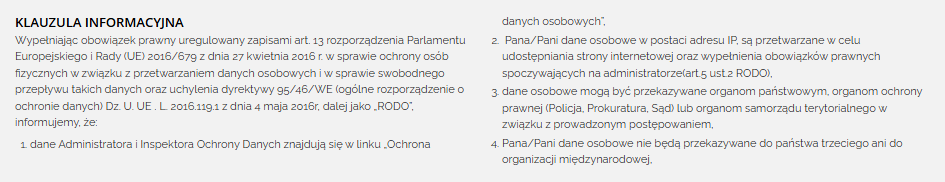 KLAUZULA INFORMACYJNA
Wypełniając obowiązek prawny uregulowany zapisami art. 13 rozporządzenia Parlamentu
Europejskiego i Rady (UE) 2016/679 z dnia 27 kwietnia 2016 r. w sprawie ochrony osób
fizycznych w związku z przetwarzaniem danych osobowych i w sprawie swobodnego
przepływu takich danych oraz uchylenia dyrektywy 95/46/WE (ogólne rozporządzenie o
ochronie danych) Dz. U. UE . L. 2016.119.1 z dnia 4 maja 2016r, dalej jako „RODO",
informujemy, że:
1. dane Administratora i Inspektora Ochrony Danych znajdują się w linku „Ochrona
danych osobowych",
2. Pana/Pani dane osobowe w postaci adresu IP, są przetwarzane w celu
udostępniania strony internetowej oraz wypełnienia obowiązków prawnych
spoczywających na administratorze(art.5 ust.2 RODO),
3. dane osobowe mogą być przekazywane organom państwowym, organom ochrony
prawnej (Policja, Prokuratura, Sąd) lub organom samorządu terytorialnego w
związku z prowadzonym postępowaniem,
4. Pana/Pani dane osobowe nie będą przekazywane do państwa trzeciego ani do
organizacji międzynarodowej,